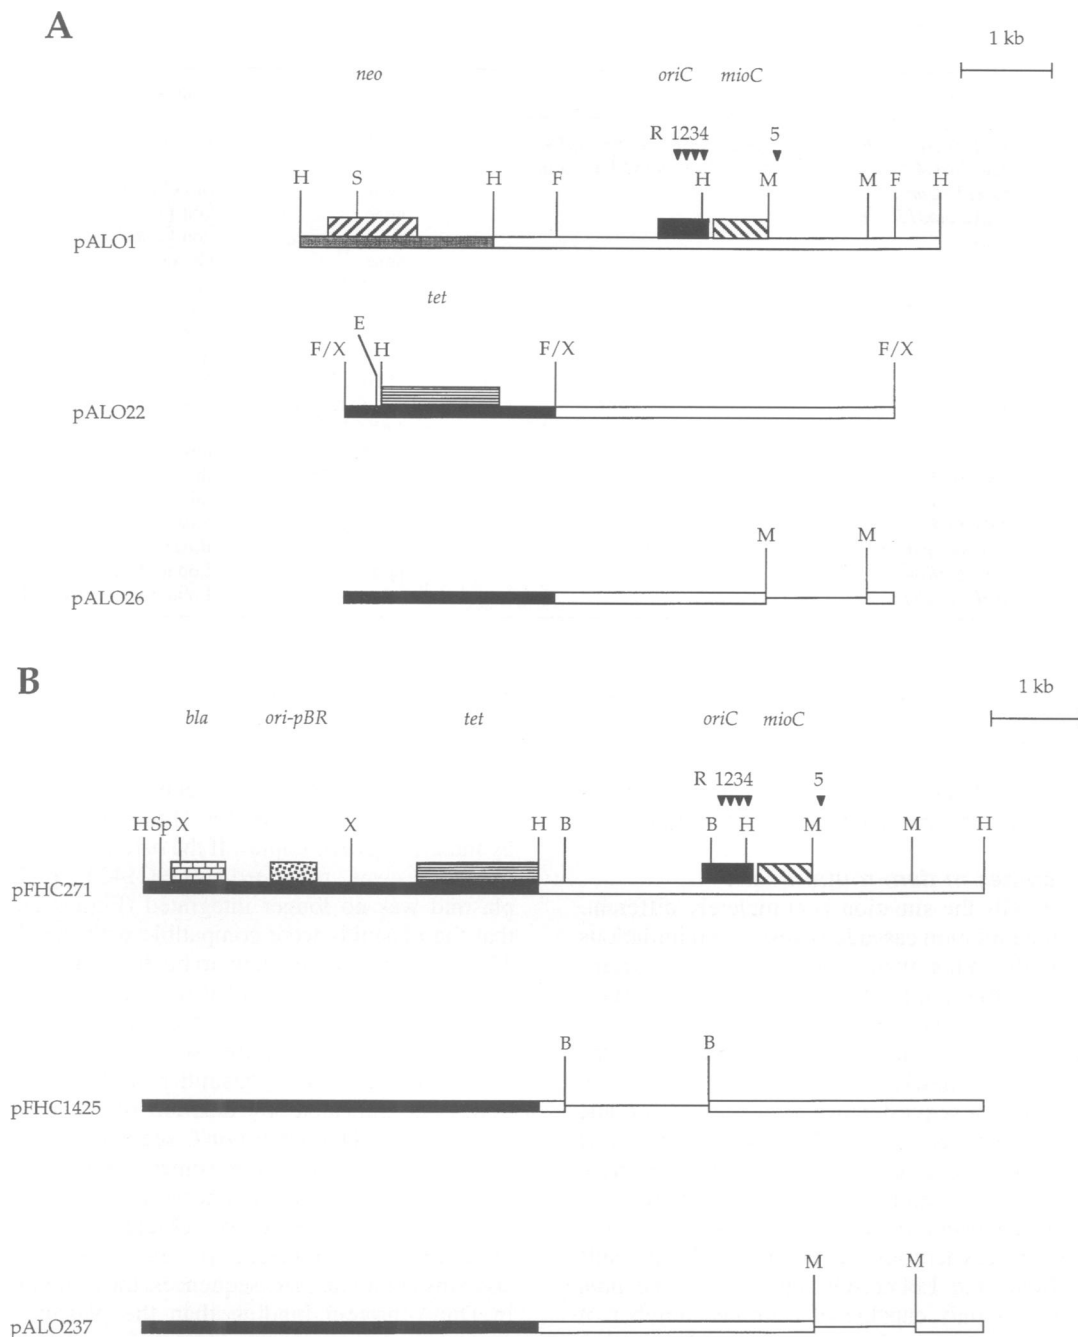 A
1 kb
neo oriC mioC
R 1234 5
H S H F H M M F H
pALO1
tet
E
F/X H F/X F/X
pALO22
M M
pALO26
B
1 kb
bla ori-pBR tet oriC mioC
R 1234 5
H Sp X X H B B H M M H
pFHC271
B B
pFHC1425
M M
pALO237